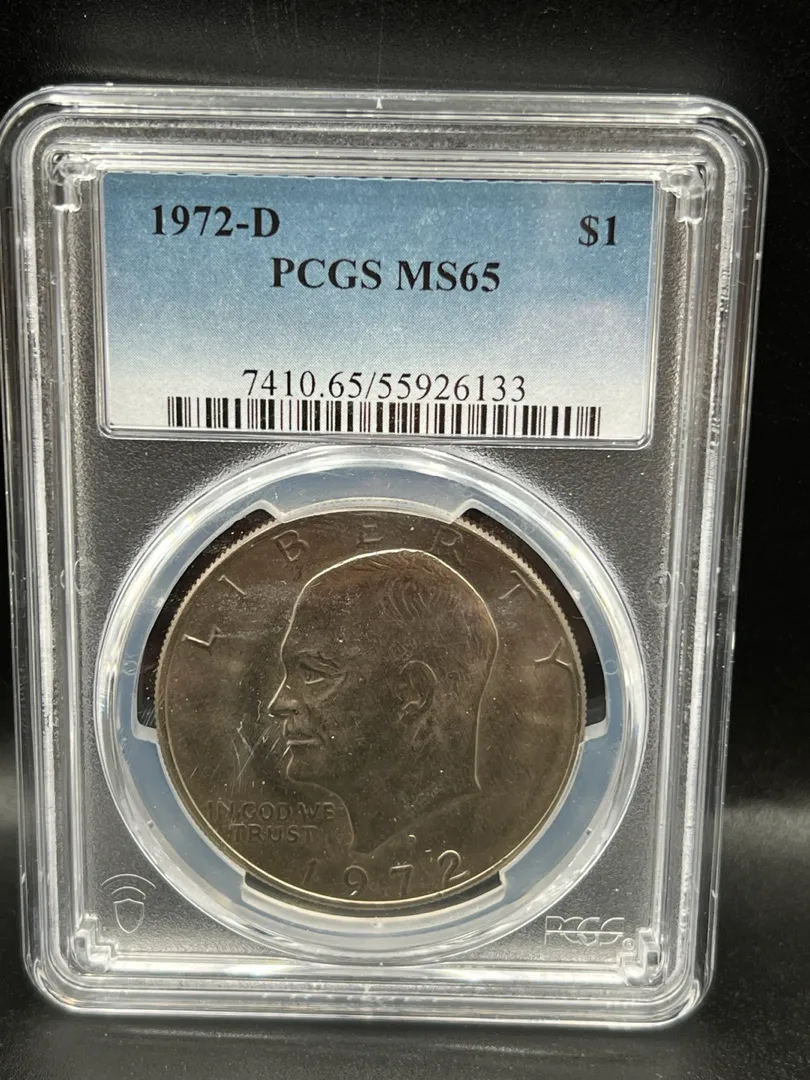 1972-D $1
PCGS MS65
7410.65/55926133
LIBERTY
IN GOD WE
TRUST
1972
PCGS